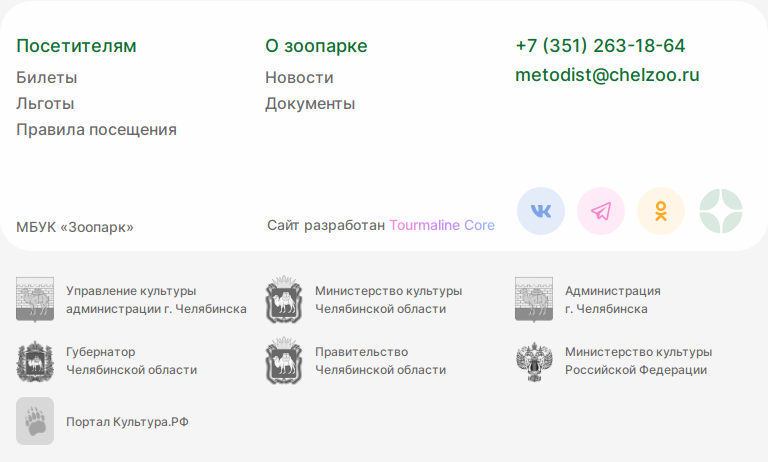 Посетителям
Билеты
Льготы
Правила посещения
О зоопарке
Новости
Документы
+7 (351) 263-18-64
metodist@chelzoo.ru
МБУК «Зоопарк»
Сайт разработан Tourmaline Core
Управление культуры
администрации г. Челябинска
Министерство культуры
Челябинской области
Администрация
г. Челябинска
Губернатор
Челябинской области
Правительство
Челябинской области
Министерство культуры
Российской Федерации
Портал Культура.РФ